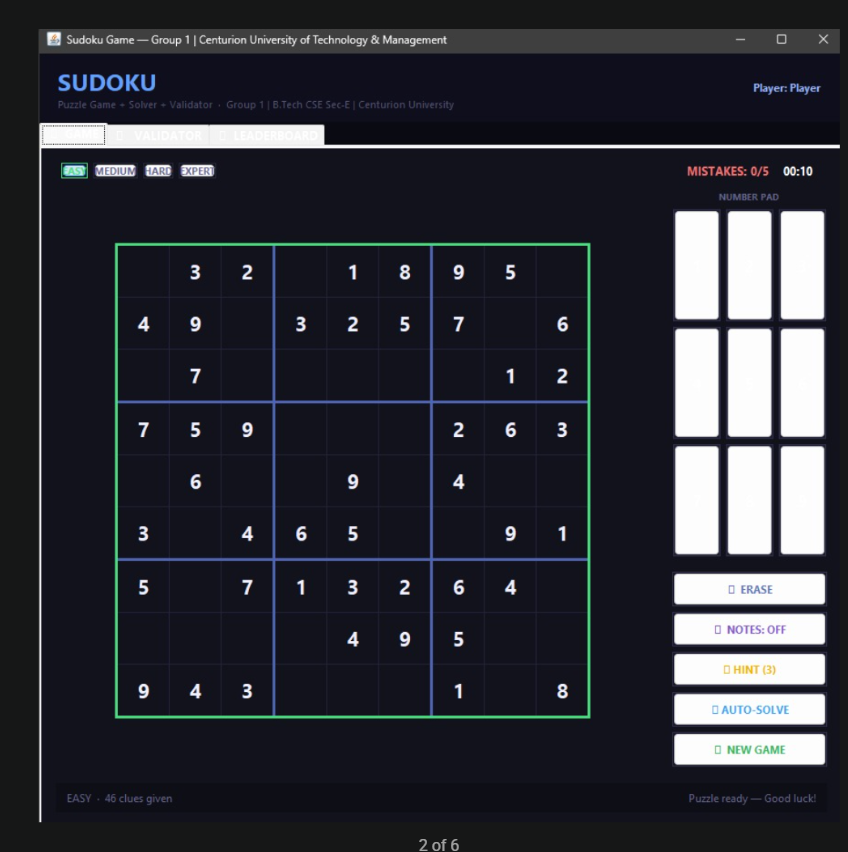 Sudoku Game — Group 1 | Centurion University of Technology & Management
SUDOKU
Puzzle Game + Solver + Validator · Group 1 | B.Tech CSE Sec-E | Centurion University
Player: Player
VALIDATOR LEADERBOARD
EASY MEDIUM HARD EXPERT
MISTAKES: 0/5 00:10
NUMBER PAD
3 2 1 8 9 5
4 9 3 2 5 7 6
7 1 2
7 5 9 2 6 3
6 9 4
3 4 6 5 9 1
5 7 1 3 2 6 4
4 9 5
9 4 3 1 8
ERASE
NOTES: OFF
HINT (3)
AUTO-SOLVE
NEW GAME
EASY · 46 clues given
Puzzle ready — Good luck!
2 of 6